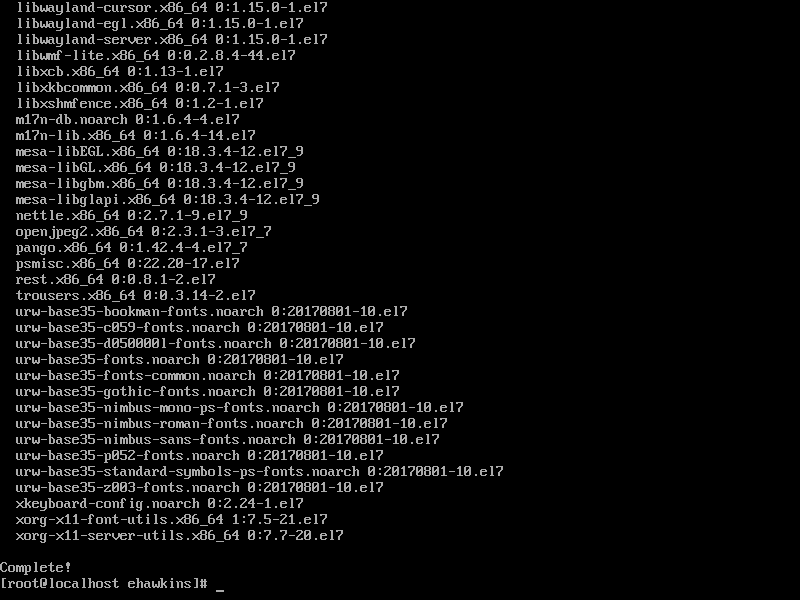 libwayland-cursor.x86_64 0:1.15.0-1.el7
libwayland-egl.x86_64 0:1.15.0-1.el7
libwayland-server.x86_64 0:1.15.0-1.el7
libwmf-lite.x86_64 0:0.2.8.4-44.el7
libxcb.x86_64 0:1.13-1.el7
libxkbcommon.x86_64 0:0.7.1-3.el7
libxshmfence.x86_64 0:1.2-1.el7
m17n-db.noarch 0:1.6.4-4.el7
m17n-lib.x86_64 0:1.6.4-14.el7
mesa-libEGL.x86_64 0:18.3.4-12.el7_9
mesa-libGL.x86_64 0:18.3.4-12.el7_9
mesa-libgbm.x86_64 0:18.3.4-12.el7_9
mesa-libglapi.x86_64 0:18.3.4-12.el7_9
nettle.x86_64 0:2.7.1-9.el7_9
openjpeg2.x86_64 0:2.3.1-3.el7_7
pango.x86_64 0:1.42.4-4.el7_7
psmisc.x86_64 0:22.20-17.el7
rest.x86_64 0:0.8.1-2.el7
trousers.x86_64 0:0.3.14-2.el7
urw-base35-bookman-fonts.noarch 0:20170801-10.el7
urw-base35-c059-fonts.noarch 0:20170801-10.el7
urw-base35-d050000l-fonts.noarch 0:20170801-10.el7
urw-base35-fonts.noarch 0:20170801-10.el7
urw-base35-fonts-common.noarch 0:20170801-10.el7
urw-base35-gothic-fonts.noarch 0:20170801-10.el7
urw-base35-nimbus-mono-ps-fonts.noarch 0:20170801-10.el7
urw-base35-nimbus-roman-fonts.noarch 0:20170801-10.el7
urw-base35-nimbus-sans-fonts.noarch 0:20170801-10.el7
urw-base35-p052-fonts.noarch 0:20170801-10.el7
urw-base35-standard-symbols-ps-fonts.noarch 0:20170801-10.el7
urw-base35-z003-fonts.noarch 0:20170801-10.el7
xkeyboard-config.noarch 0:2.24-1.el7
xorg-x11-font-utils.x86_64 1:7.5-21.el7
xorg-x11-server-utils.x86_64 0:7.7-20.el7
Complete!
[root@localhost ehawkins]# _